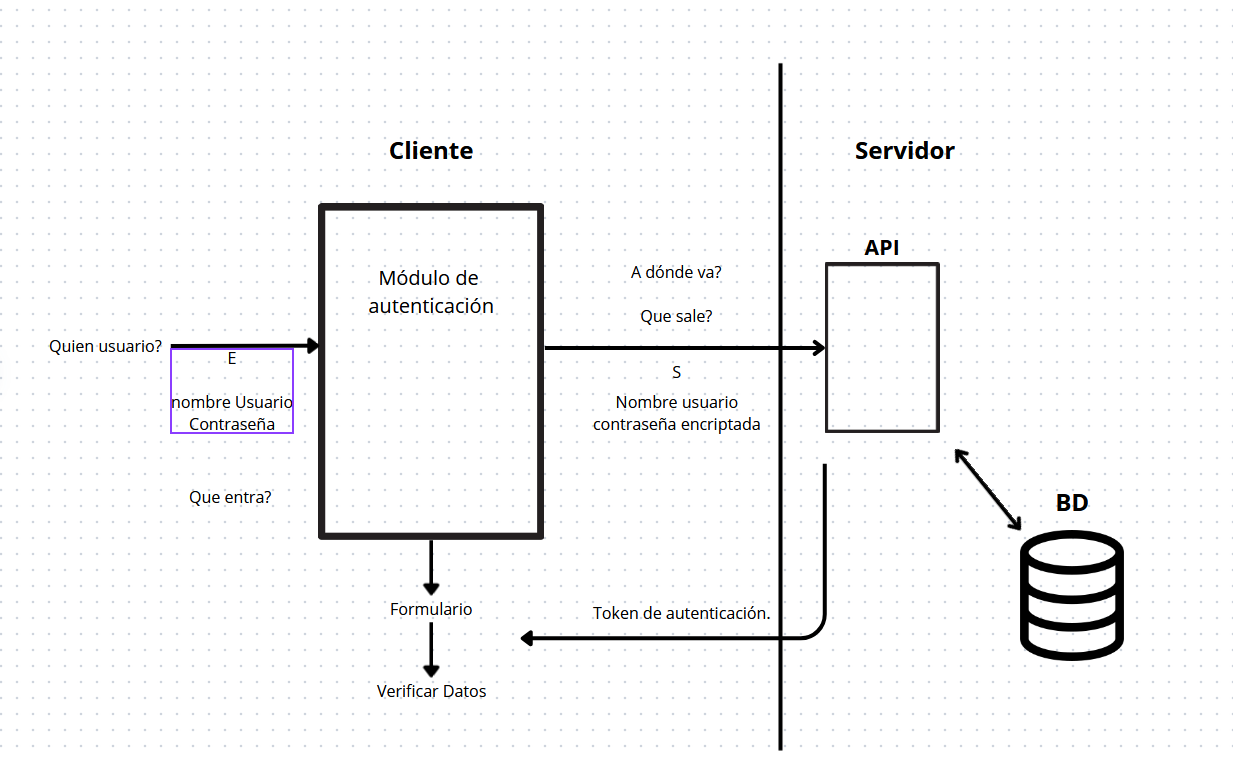 Cliente
Servidor
API
Módulo de
autenticación
A dónde va?
Que sale?
Quien usuario?
E
nombre Usuario
Contraseña
S
Nombre usuario
contraseña encriptada
Que entra?
BD
Formulario
Token de autenticación.
Verificar Datos